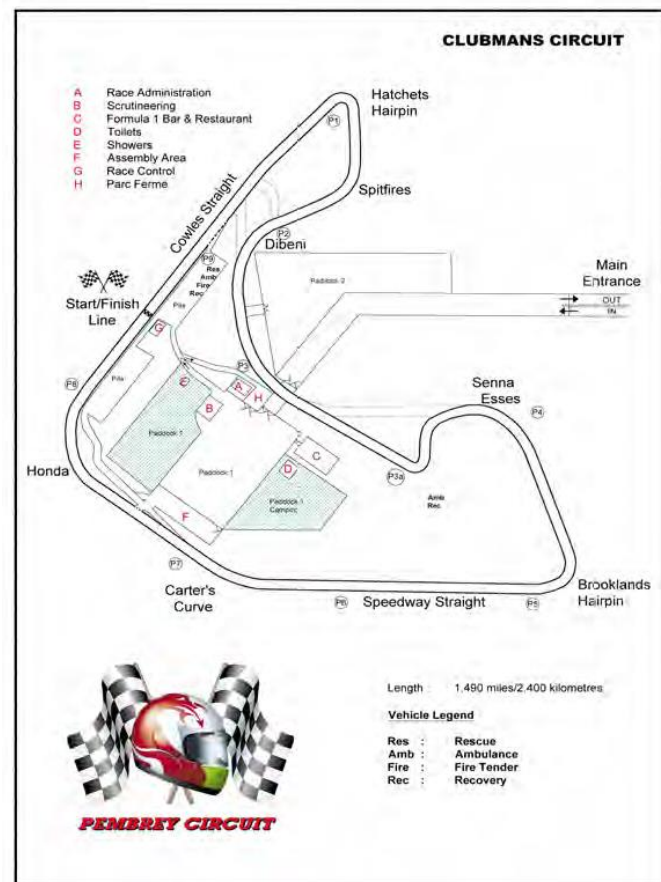 CLUBMANS CIRCUIT
A Race Administration
B Scrutineering
C Formula 1 Bar & Restaurant
D Toilets
E Showers
F Assembly Area
G Race Control
H Parc Ferme
Hatchets
Hairpin
P1
Spitfires
Cowles Straight
P2
Dibeni
P9
Res
Amb
Fire
Rec
Paddock 2
Main
Entrance
OUT
IN
Start/Finish
Line
Pits
G
P3
E
A
H
P8
Pits
B
Senna
Esses
P4
Paddock 1
C
Honda
Paddock 1
D
P3a
Amb
Rec
Paddock 1
Camping
F
P7
Carter's
Curve
P6
Speedway Straight
P5
Brooklands
Hairpin
Length : 1.490 miles/2.400 kilometres
Vehicle Legend
Res : Rescue
Amb : Ambulance
Fire : Fire Tender
Rec : Recovery
PEMBREY CIRCUIT